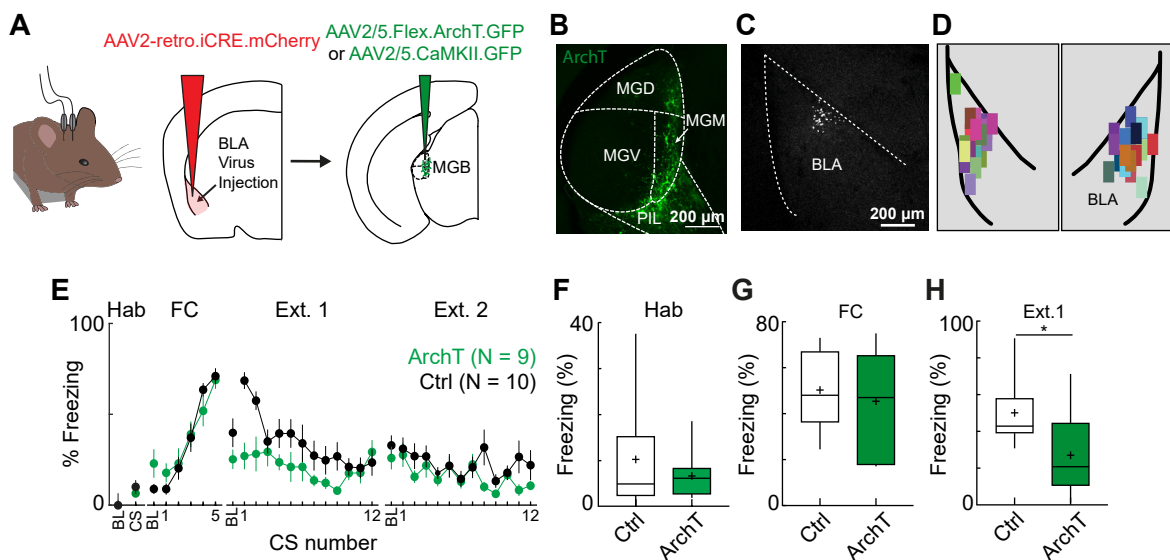 A
AAV2-retro.iCRE.mCherry
AAV2/5.Flex.ArchT.GFP
or AAV2/5.CaMKII.GFP
BLA
Virus
Injection
MGB
B
ArchT
MGD
MGM
MGV
PIL
200 µm
C
BLA
200 µm
D
BLA
E
Hab FC Ext. 1 Ext. 2
100
ArchT (N = 9)
Ctrl (N = 10)
% Freezing
0
BL CS BL 1 5 BL 1 12 BL 1 12
CS number
F
Hab
40
Freezing (%)
0
Ctrl ArchT
G
FC
80
Freezing (%)
0
Ctrl ArchT
H
Ext.1
100
*
Freezing (%)
0
Ctrl ArchT